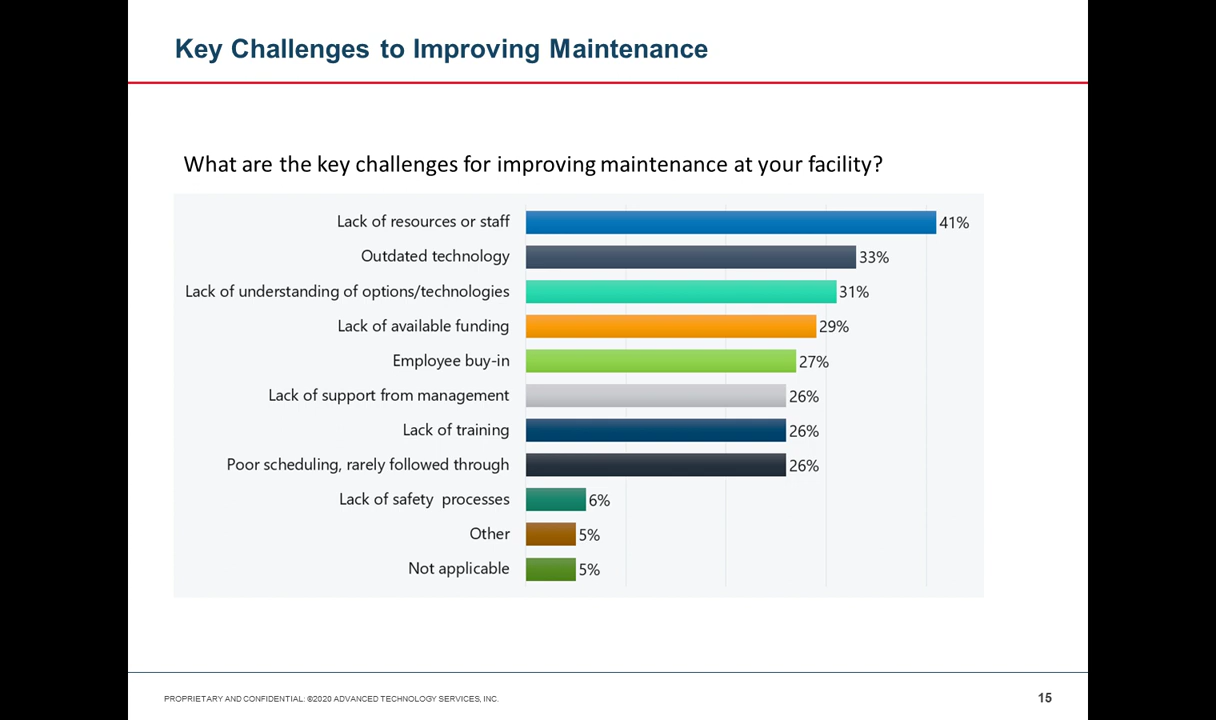 Key Challenges to Improving Maintenance
What are the key challenges for improving maintenance at your facility?
Lack of resources or staff 41%
Outdated technology 33%
Lack of understanding of options/technologies 31%
Lack of available funding 29%
Employee buy-in 27%
Lack of support from management 26%
Lack of training 26%
Poor scheduling, rarely followed through 26%
Lack of safety processes 6%
Other 5%
Not applicable 5%
PROPRIETARY AND CONFIDENTIAL: ©2020 ADVANCED TECHNOLOGY SERVICES, INC. 15